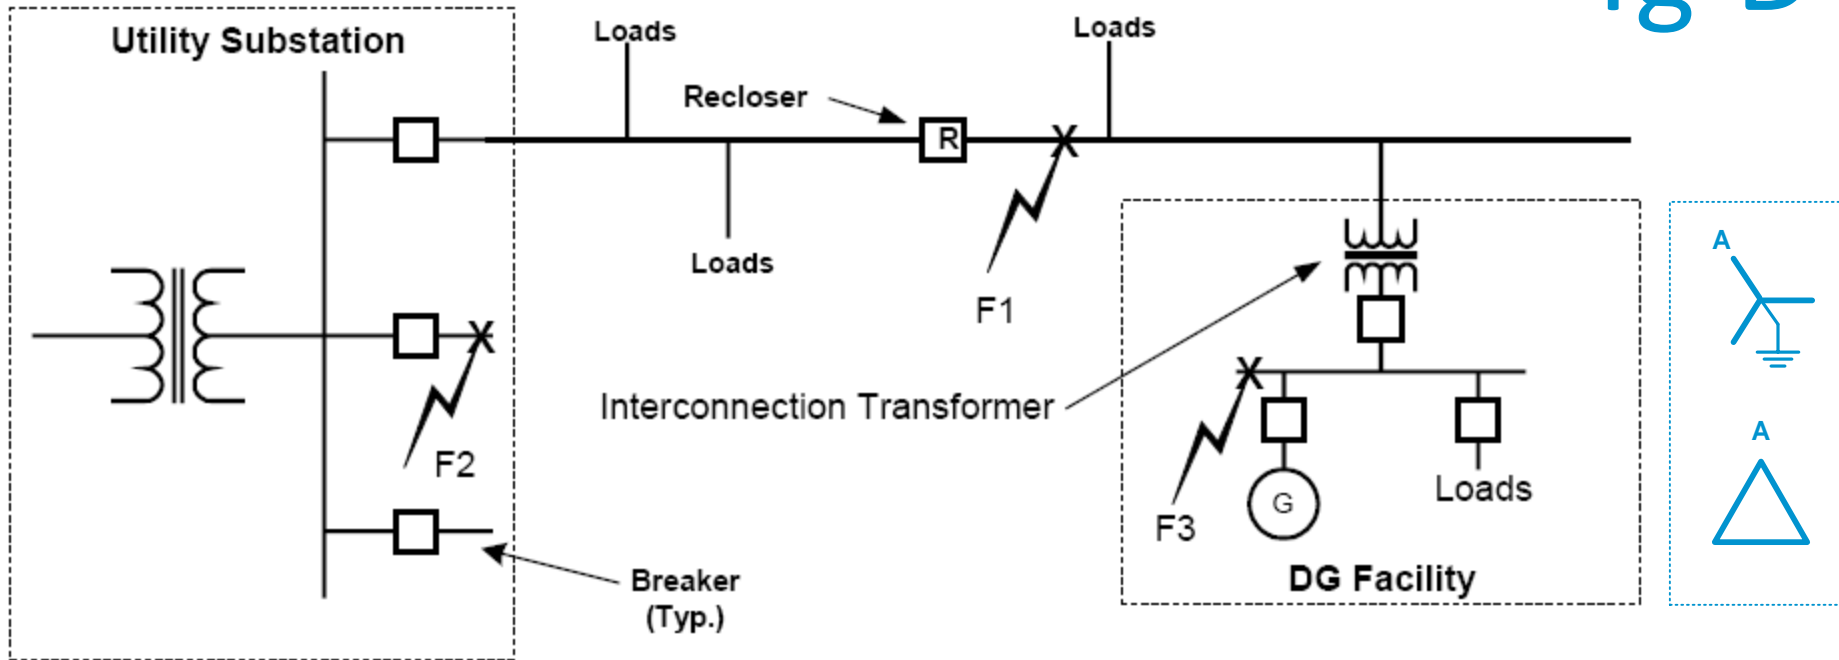 Utility Substation
Loads
Loads
Recloser
R
Loads
F1
A
Interconnection Transformer
F2
A
F3
G
Loads
DG Facility
Breaker
(Typ.)